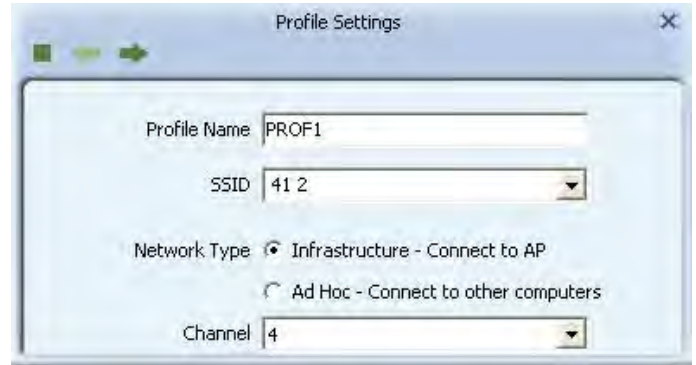 Profile Settings
Profile Name PROF1
SSID 41 2
Network Type Infrastructure - Connect to AP
Ad Hoc - Connect to other computers
Channel 4